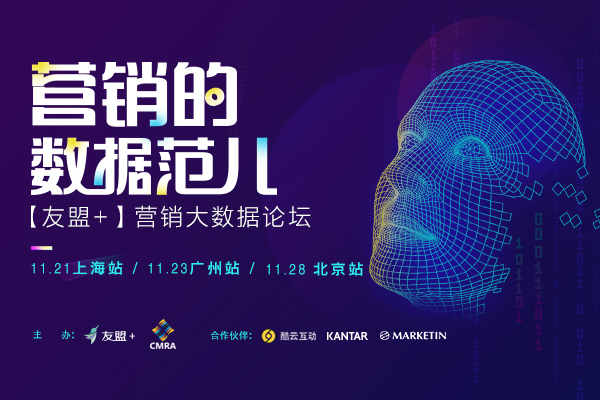 营销的
数据范儿
【友盟+】营销大数据论坛
11.21上海站 / 11.23广州站 / 11.28 北京站
主 办： 友盟+ CMRA 合作伙伴： 酷云互动 KANTAR MARKETIN